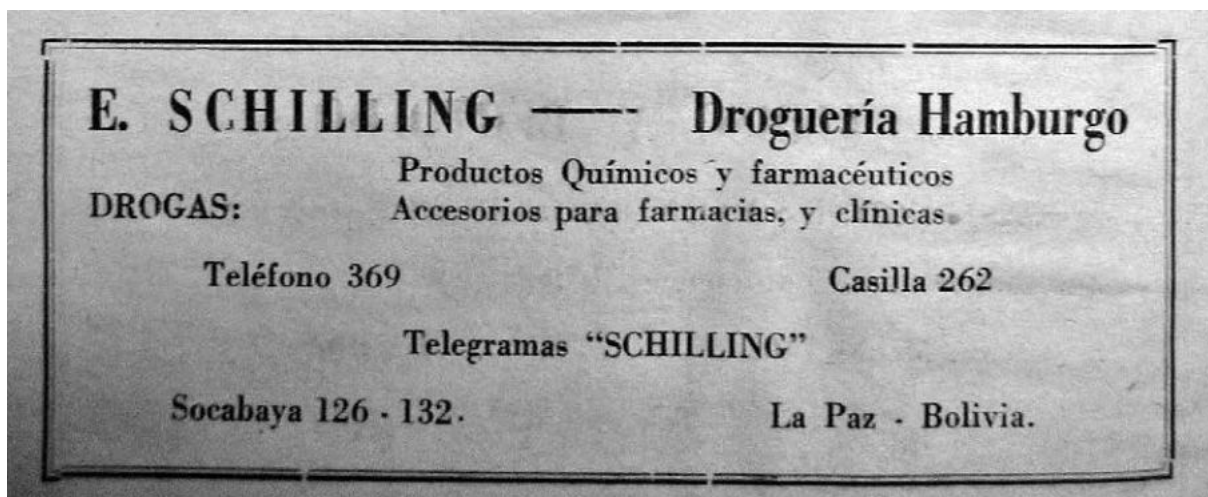 E. SCHILLING —— Droguería Hamburgo
Productos Químicos y farmacéuticos
DROGAS: Accesorios para farmacias, y clínicas.
Teléfono 369 Casilla 262
Telegramas “SCHILLING”
Socabaya 126 - 132. La Paz - Bolivia.